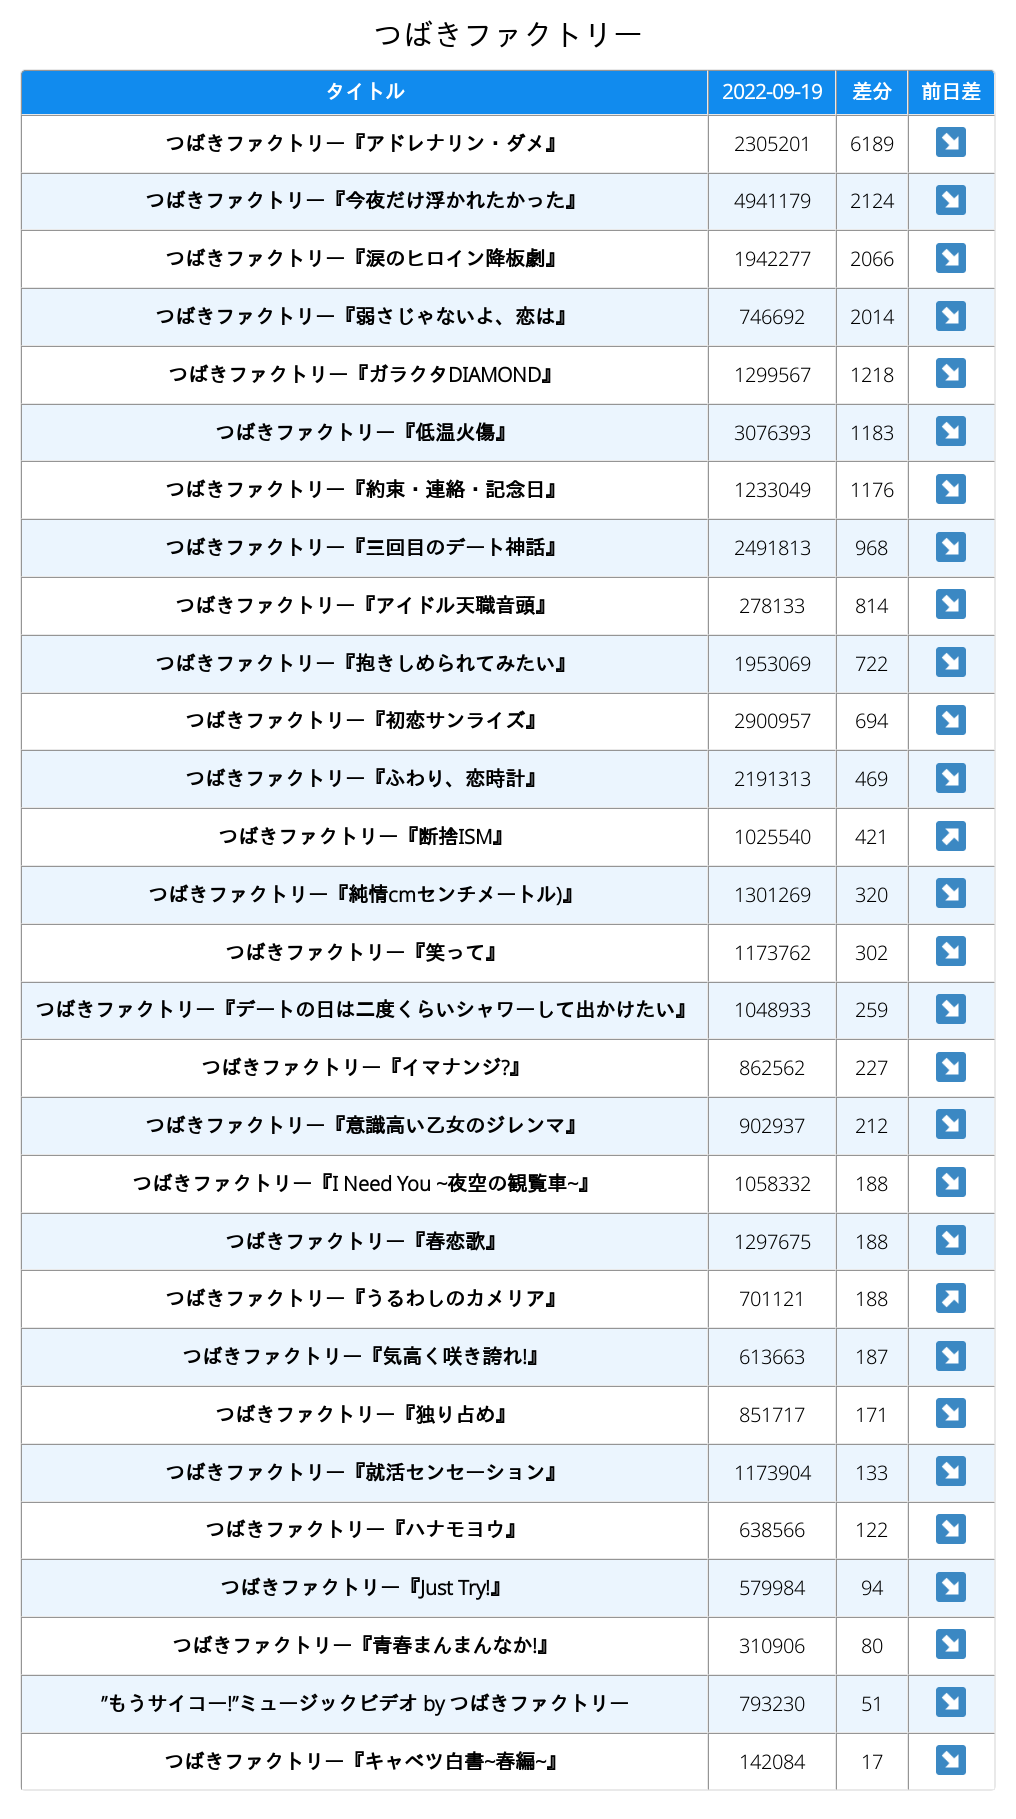 つばきファクトリー
タイトル 2022-09-19 差分 前日差
つばきファクトリー『アドレナリン・ダメ』 2305201 6189 ↘
つばきファクトリー『今夜だけ浮かれたかった』 4941179 2124 ↘
つばきファクトリー『涙のヒロイン降板劇』 1942277 2066 ↘
つばきファクトリー『弱さじゃないよ、恋は』 746692 2014 ↘
つばきファクトリー『ガラクタDIAMOND』 1299567 1218 ↘
つばきファクトリー『低温火傷』 3076393 1183 ↘
つばきファクトリー『約束・連絡・記念日』 1233049 1176 ↘
つばきファクトリー『三回目のデート神話』 2491813 968 ↘
つばきファクトリー『アイドル天職音頭』 278133 814 ↘
つばきファクトリー『抱きしめられてみたい』 1953069 722 ↘
つばきファクトリー『初恋サンライズ』 2900957 694 ↘
つばきファクトリー『ふわり、恋時計』 2191313 469 ↘
つばきファクトリー『断捨ISM』 1025540 421 ↗
つばきファクトリー『純情cmセンチメートル)』 1301269 320 ↘
つばきファクトリー『笑って』 1173762 302 ↘
つばきファクトリー『デートの日は二度くらいシャワーして出かけたい』 1048933 259 ↘
つばきファクトリー『イマナンジ?』 862562 227 ↘
つばきファクトリー『意識高い乙女のジレンマ』 902937 212 ↘
つばきファクトリー『I Need You ~夜空の観覧車~』 1058332 188 ↘
つばきファクトリー『春恋歌』 1297675 188 ↘
つばきファクトリー『うるわしのカメリア』 701121 188 ↗
つばきファクトリー『気高く咲き誇れ!』 613663 187 ↘
つばきファクトリー『独り占め』 851717 171 ↘
つばきファクトリー『就活センセーション』 1173904 133 ↘
つばきファクトリー『ハナモヨウ』 638566 122 ↘
つばきファクトリー『Just Try!』 579984 94 ↘
つばきファクトリー『青春まんまんなか!』 310906 80 ↘
”もうサイコー!”ミュージックビデオ by つばきファクトリー 793230 51 ↘
つばきファクトリー『キャベツ白書~春編~』 142084 17 ↘